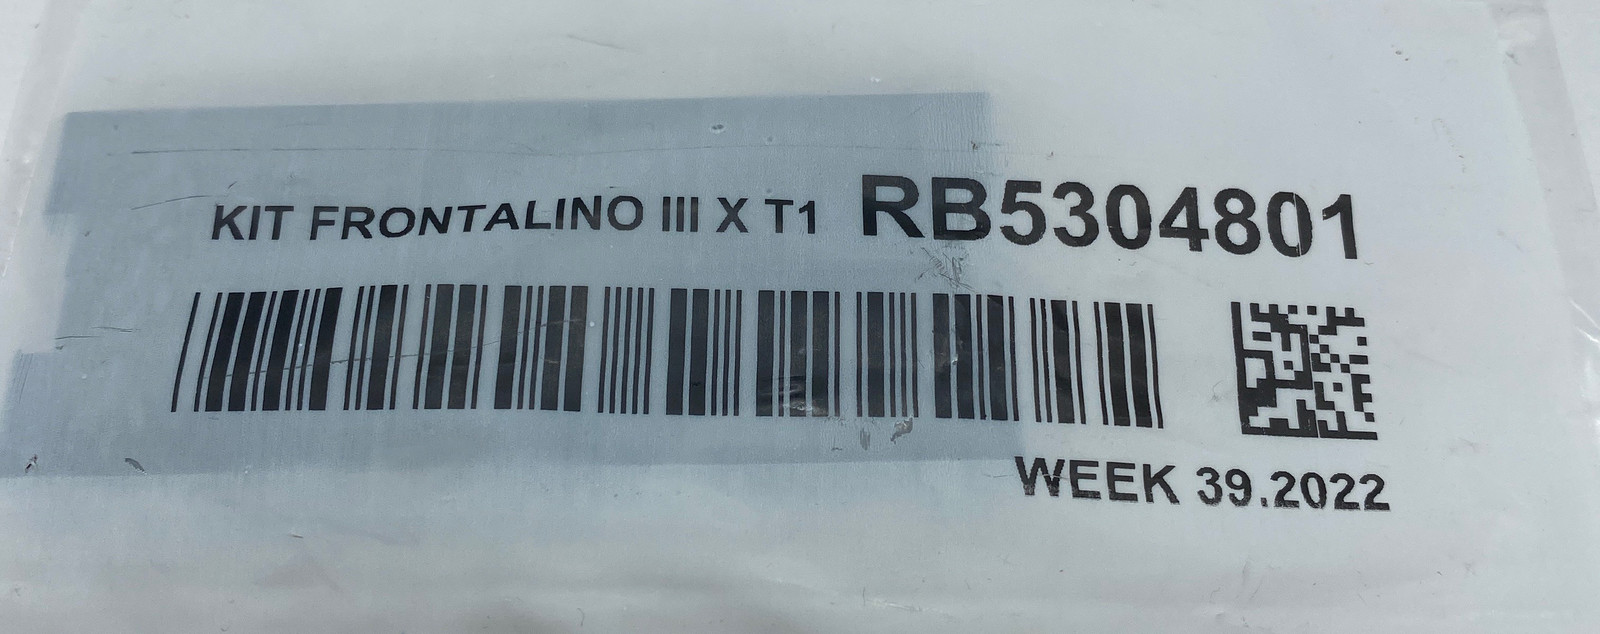 KIT FRONTALINO III X T1 RB5304801
WEEK 39.2022